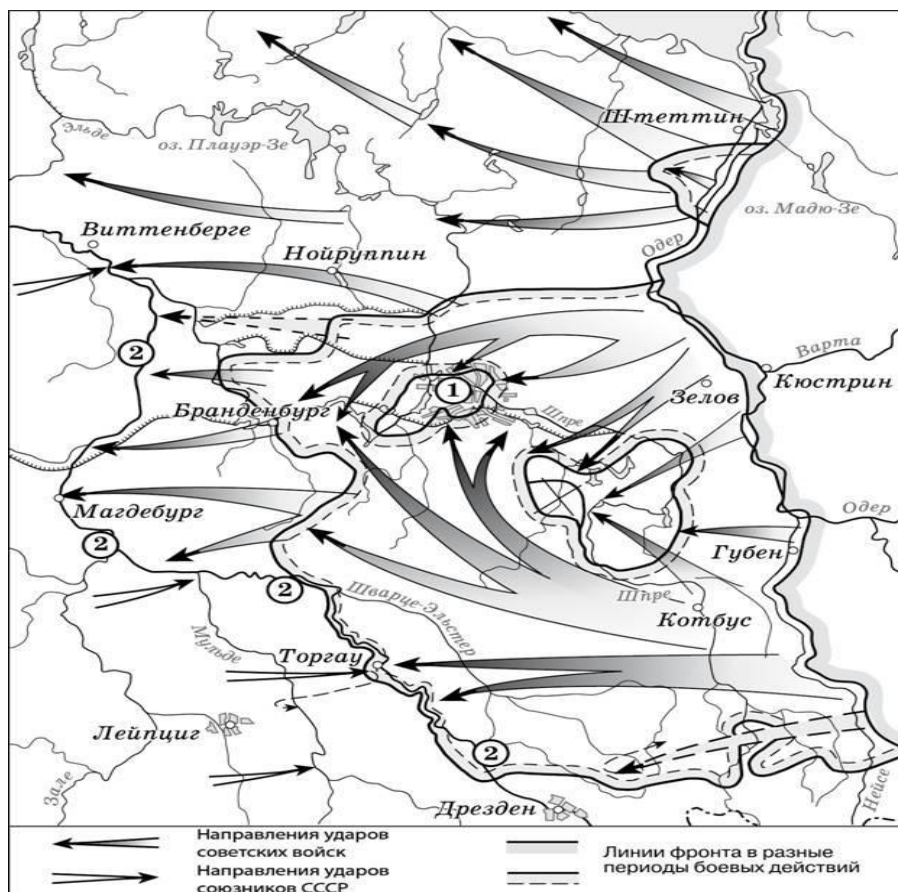 Штеттин
Эльде
оз. Плауэр-Зе
оз. Мадю-Зе
Виттенберге
Нойруппин
Одер
2
Варта
Кюстрин
1
Зелов
Бранденбург
Шпре
Магдебург
Одер
2
Губен
2
Шварце-Эльстер
Шпре
Котбус
Мульде
Торгау
Лейпциг
2
Зале
Дрезден
Нейсе
Направления ударов
советских войск
Направления ударов
союзников СССР
Линии фронта в разные
периоды боевых действий